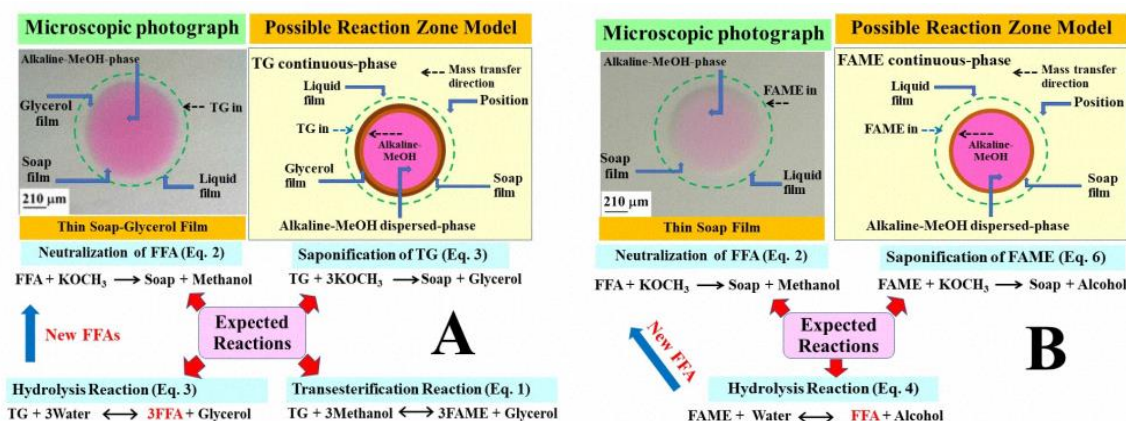 Microscopic photograph
Possible Reaction Zone Model
Alkaline-MeOH-phase
Glycerol film
TG in
Soap film
Liquid film
210 μm
TG continuous-phase
Mass transfer direction
Liquid film
Position
TG in
Alkaline-MeOH
Glycerol film
Soap film
Alkaline-MeOH dispersed-phase
Thin Soap-Glycerol Film
Neutralization of FFA (Eq. 2)
FFA + KOCH₃ → Soap + Methanol
Saponification of TG (Eq. 3)
TG + 3KOCH₃ → Soap + Glycerol
New FFAs
Expected Reactions
A
Hydrolysis Reaction (Eq. 3)
TG + 3Water ↔ 3FFA + Glycerol
Transesterification Reaction (Eq. 1)
TG + 3Methanol ↔ 3FAME + Glycerol
Microscopic photograph
Possible Reaction Zone Model
Alkaline-MeOH-phase
FAME in
Soap film
Liquid film
210 μm
FAME continuous-phase
Mass transfer direction
Liquid film
Position
FAME in
Alkaline-MeOH
Soap film
Alkaline-MeOH dispersed-phase
Thin Soap Film
Neutralization of FFA (Eq. 2)
FFA + KOCH₃ → Soap + Methanol
Saponification of FAME (Eq. 6)
FAME + KOCH₃ → Soap + Alcohol
New FFA
Expected Reactions
B
Hydrolysis Reaction (Eq. 4)
FAME + Water ↔ FFA + Alcohol